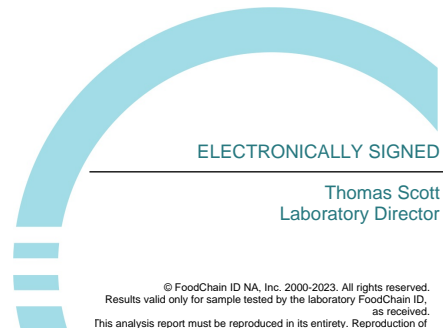 ELECTRONICALLY SIGNED
Thomas Scott
Laboratory Director
© FoodChain ID NA, Inc. 2000-2023. All rights reserved.
Results valid only for sample tested by the laboratory FoodChain ID,
as received.
This analysis report must be reproduced in its entirety. Reproduction of